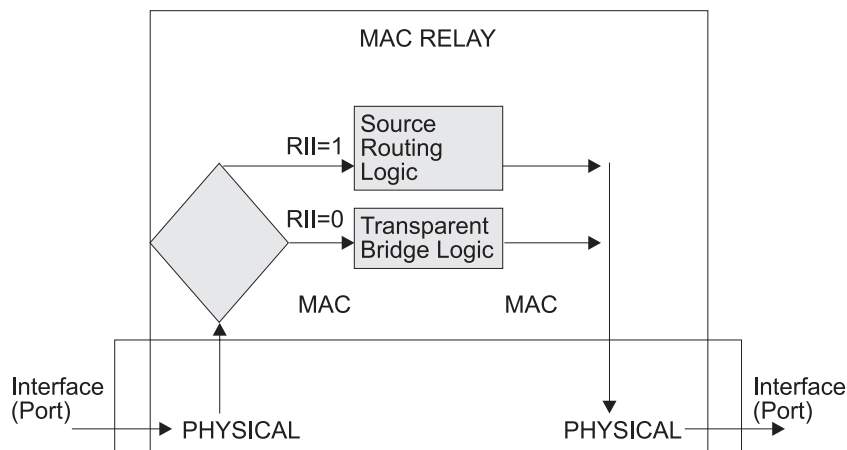 MAC RELAY
RII=1
Source
Routing
Logic
RII=0
Transparent
Bridge Logic
MAC
MAC
Interface
(Port)
PHYSICAL
PHYSICAL
Interface
(Port)